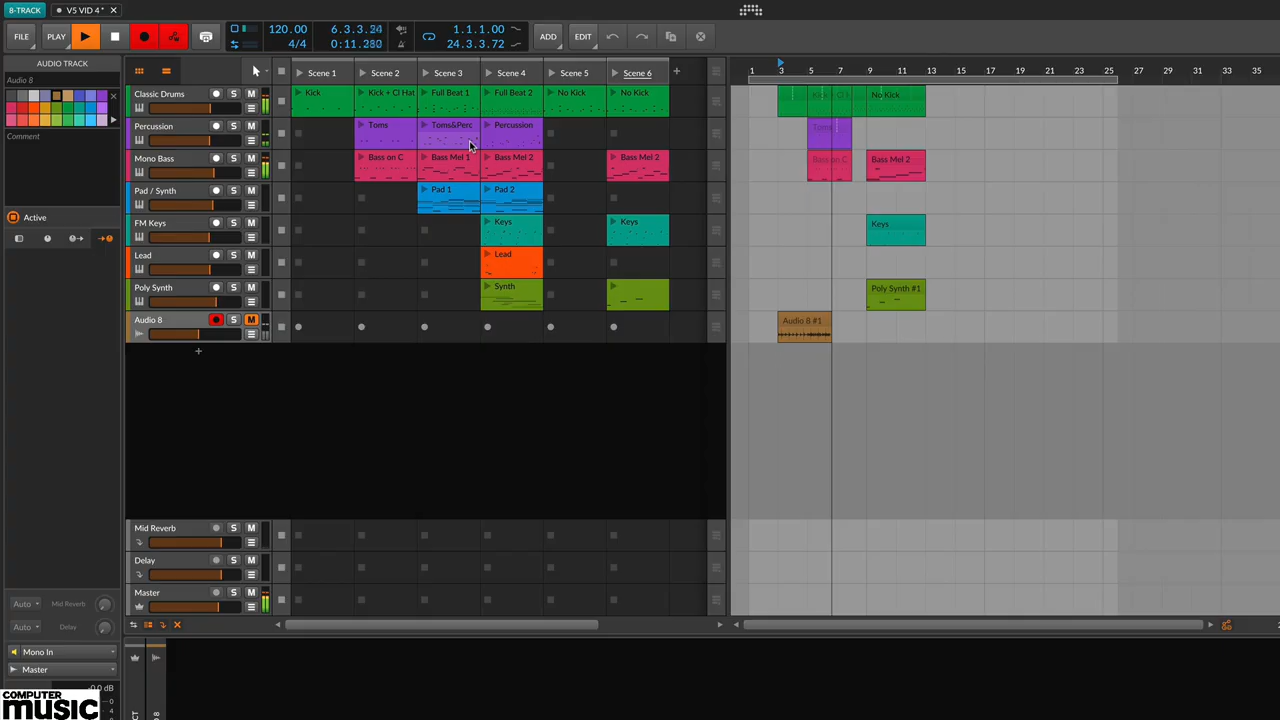 8-TRACK
V5 VID 4*
FILE
PLAY
120.00
4/4
6.3.3.
0:11.2
1.1.1.00
24.3.3.72
ADD
EDIT
AUDIO TRACK
Audio 8
Comment
Active
Scene 1
Scene 2
Scene 3
Scene 4
Scene 5
Scene 6
1 3 5 7 9 11 13 15 17 19 21 23 25 27 29 31 33 35
Classic Drums S M
Kick
Kick + Cl Hat
Full Beat 1
Full Beat 2
No Kick
No Kick
No Kick
Percussion S M
Toms
Toms&Perc
Percussion
Toms
Mono Bass S M
Bass on C
Bass Mel 1
Bass Mel 2
Bass Mel 2
Bass on C
Bass Mel 2
Pad / Synth S M
Pad 1
Pad 2
FM Keys S M
Keys
Keys
Keys
Lead S M
Lead
Poly Synth S M
Synth
Poly Synth #1
Audio 8 S M
Audio 8 #1
Mid Reverb S M
Delay S M
Master S M
Auto Mid Reverb
Auto Delay
Mono In
Master
-0.0 dB
COMPUTER
MUSIC